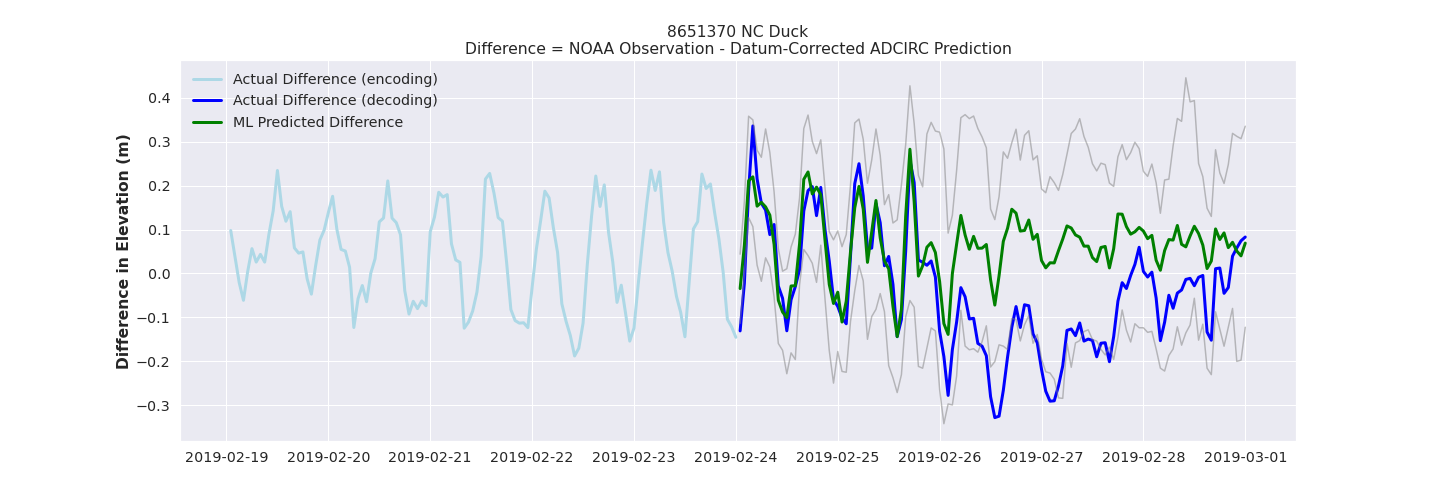 8651370 NC Duck
Difference = NOAA Observation - Datum-Corrected ADCIRC Prediction
Actual Difference (encoding)
Actual Difference (decoding)
ML Predicted Difference
Difference in Elevation (m)
0.4
0.3
0.2
0.1
0.0
−0.1
−0.2
−0.3
2019-02-19 2019-02-20 2019-02-21 2019-02-22 2019-02-23 2019-02-24 2019-02-25 2019-02-26 2019-02-27 2019-02-28 2019-03-01